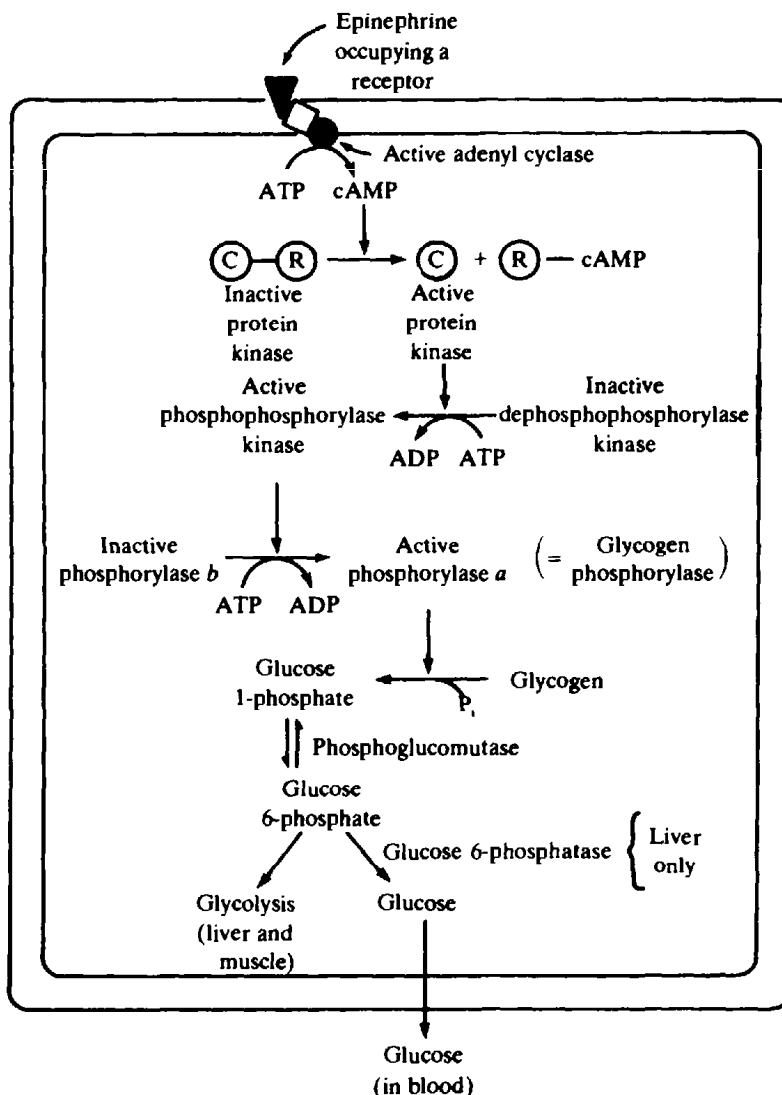 Epinephrine
occupying a
receptor
Active adenyl cyclase
ATP cAMP
C R C + R cAMP
Inactive
protein
kinase
Active
protein
kinase
Active
phosphophosphorylase
kinase
Inactive
dephosphophosphorylase
kinase
ADP ATP
Inactive
phosphorylase b
ATP ADP
Active
phosphorylase a
( = Glycogen
phosphorylase )
Glucose
1-phosphate
Pi
Glycogen
Phosphoglucomutase
Glucose
6-phosphate
Glucose 6-phosphatase { Liver
only
Glycolysis
(liver and
muscle)
Glucose
Glucose
(in blood)